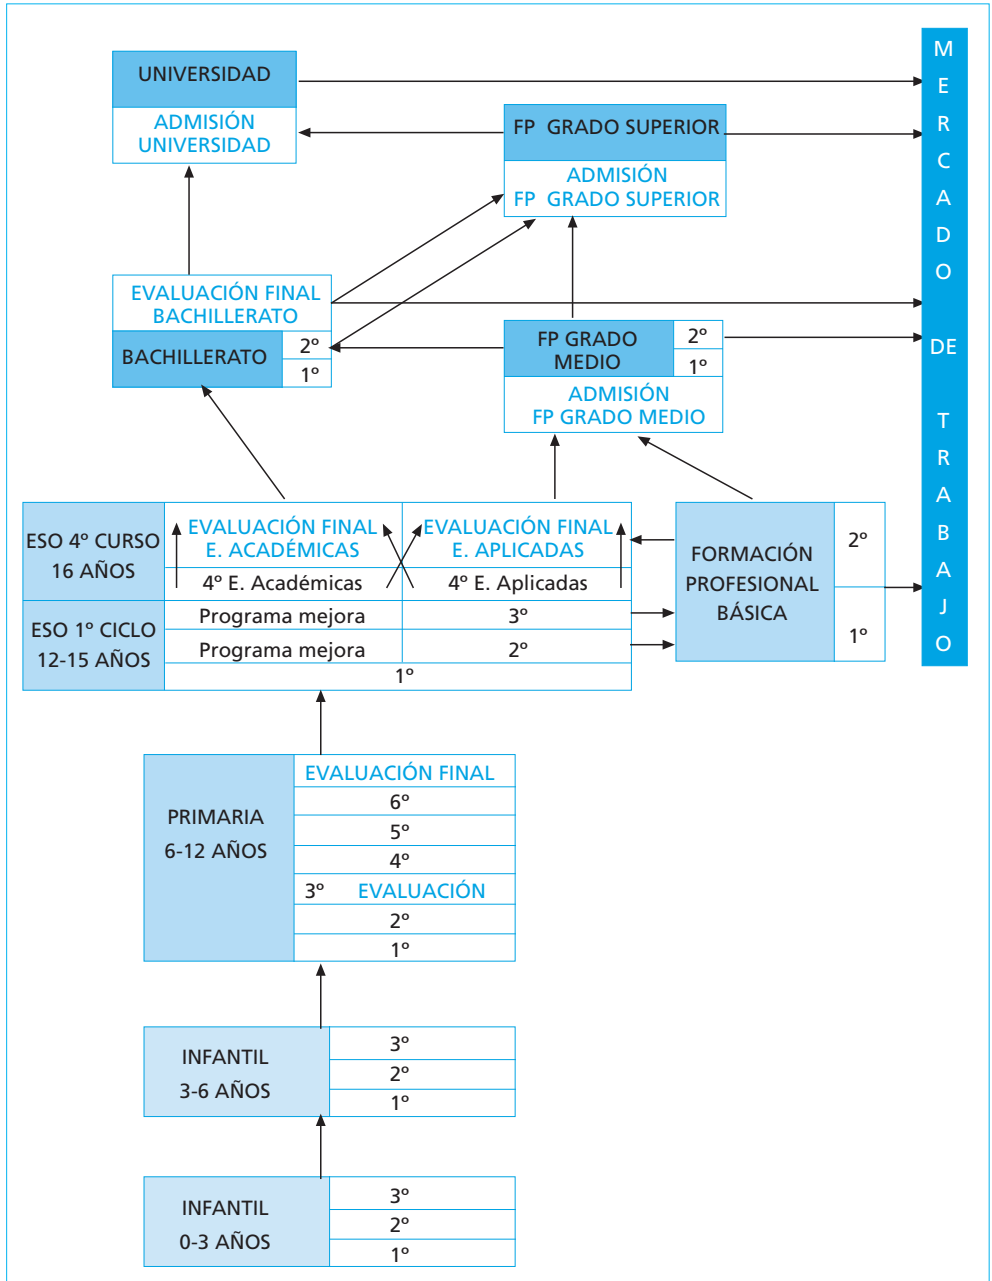 UNIVERSIDAD
ADMISIÓN
UNIVERSIDAD
FP GRADO SUPERIOR
ADMISIÓN
FP GRADO SUPERIOR
EVALUACIÓN FINAL
BACHILLERATO
BACHILLERATO
2º
1º
FP GRADO
MEDIO
2º
1º
ADMISIÓN
FP GRADO MEDIO
M
E
R
C
A
D
O
DE
T
R
A
B
A
J
O
ESO 4º CURSO
16 AÑOS
EVALUACIÓN FINAL
E. ACADÉMICAS
EVALUACIÓN FINAL
E. APLICADAS
4º E. Académicas
4º E. Aplicadas
ESO 1º CICLO
12-15 AÑOS
Programa mejora
3º
Programa mejora
2º
1º
FORMACIÓN
PROFESIONAL
BÁSICA
2º
1º
PRIMARIA
6-12 AÑOS
EVALUACIÓN FINAL
6º
5º
4º
3º EVALUACIÓN
2º
1º
INFANTIL
3-6 AÑOS
3º
2º
1º
INFANTIL
0-3 AÑOS
3º
2º
1º